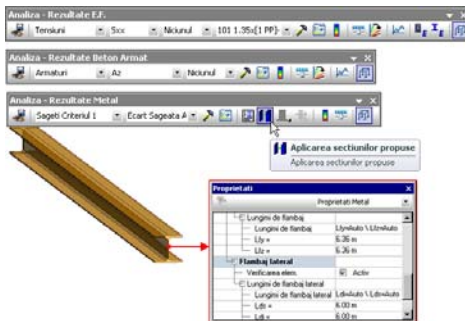 Analiza - Rezultate E.F.
Tensiuni Sxx Niciunul 101 1.35x[1 PP]-
Analiza - Rezultate Beton Armat
Armaturi Az Niciunul
Analiza - Rezultate Metal
Sageti Criteriul 1 Ecart Sageata A
Aplicarea sectiunilor propuse
Aplicarea sectiunilor propuse
Proprietati
Proprietati Metal
Lungimi de flambaj
Lungimi de flambaj Lfy=Auto \ Lfz=Auto
Lfy = 6.36 m
Lfz = 6.36 m
Flambaj lateral
Verificarea elem. Activ
Lungimi de flambaj lateral
Lungimi de flambaj lateral Ldi=Auto \ Lds=Auto
Lds = 6.00 m
Ldi = 6.00 m